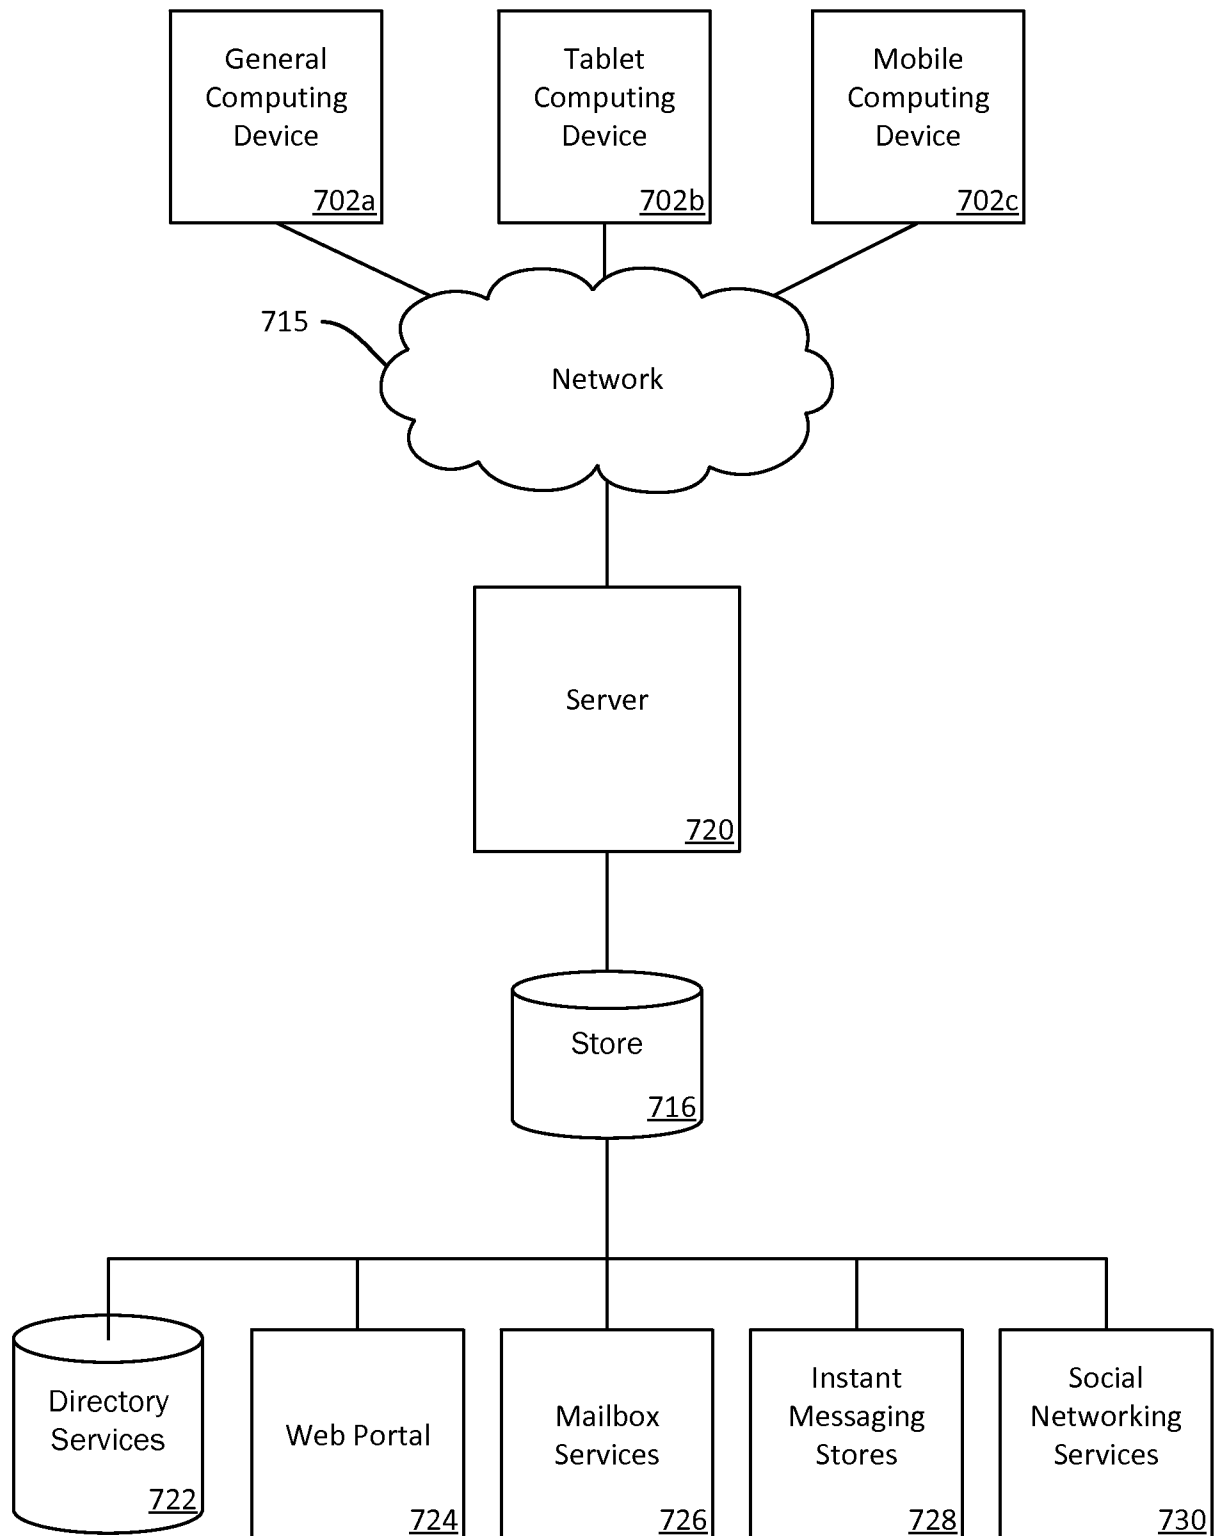 General
Computing
Device
702a
Tablet
Computing
Device
702b
Mobile
Computing
Device
702c
715
Network
Server
720
Store
716
Directory
Services
722
Web Portal
724
Mailbox
Services
726
Instant
Messaging
Stores
728
Social
Networking
Services
730